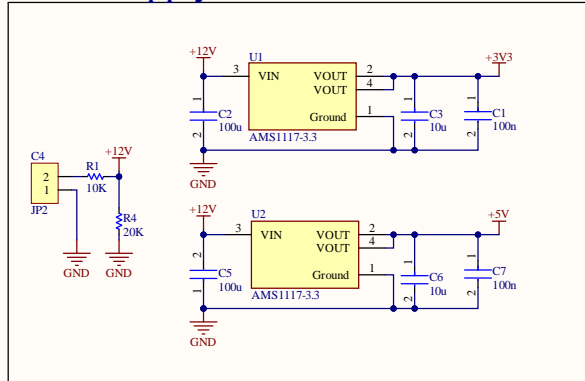 +12V
U1
+3V3
3
VIN
VOUT
2
VOUT
4
Ground
1
AMS1117-3.3
1
C2
100u
2
1
C3
10u
2
1
C1
100n
2
GND
C4
2
1
JP2
R1
10K
+12V
R4
20K
GND
GND
+12V
U2
+5V
3
VIN
VOUT
2
VOUT
4
Ground
1
AMS1117-3.3
2
C5
100u
1
1
C6
10u
2
1
C7
100n
2
GND